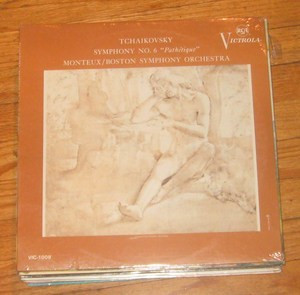 TCHAIKOVSKY
SYMPHONY NO. 6 "Pathétique"
MONTEUX/BOSTON SYMPHONY ORCHESTRA
RCA
VICTROLA